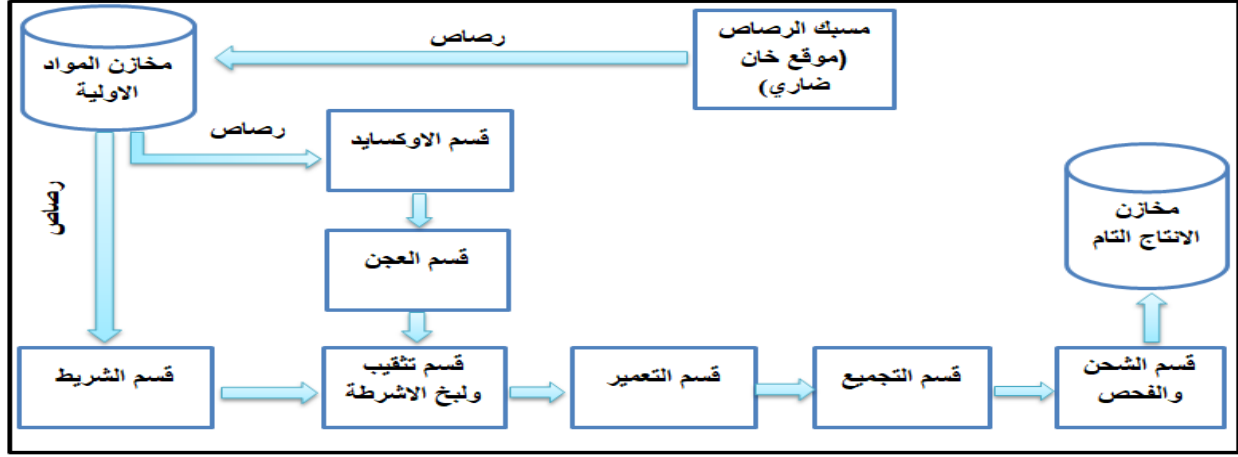 مسبك الرصاص
(موقع خان
ضاري)
رصاص
مخازن المواد
الاولية
رصاص
قسم الاوكسايد
رصاص
مخازن
الانتاج التام
قسم العجن
قسم الشريط
قسم تثقيب
ولبخ الاشرطة
قسم التعمير
قسم التجميع
قسم الشحن
والفحص